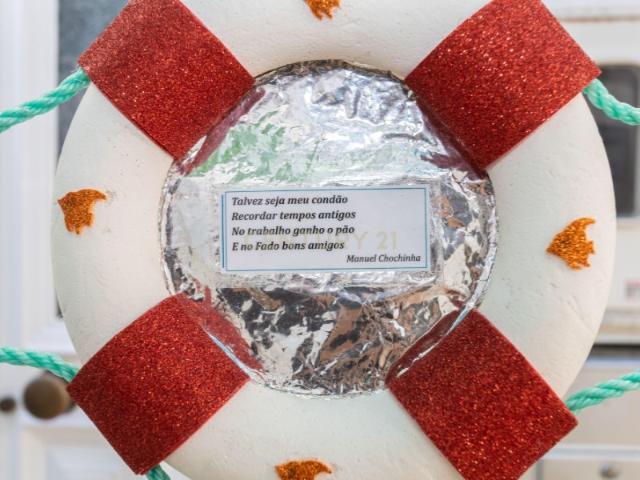 Talvez seja meu condão
Recordar tempos antigos
No trabalho ganho o pão
E no Fado bons amigos
Manuel Chochinha